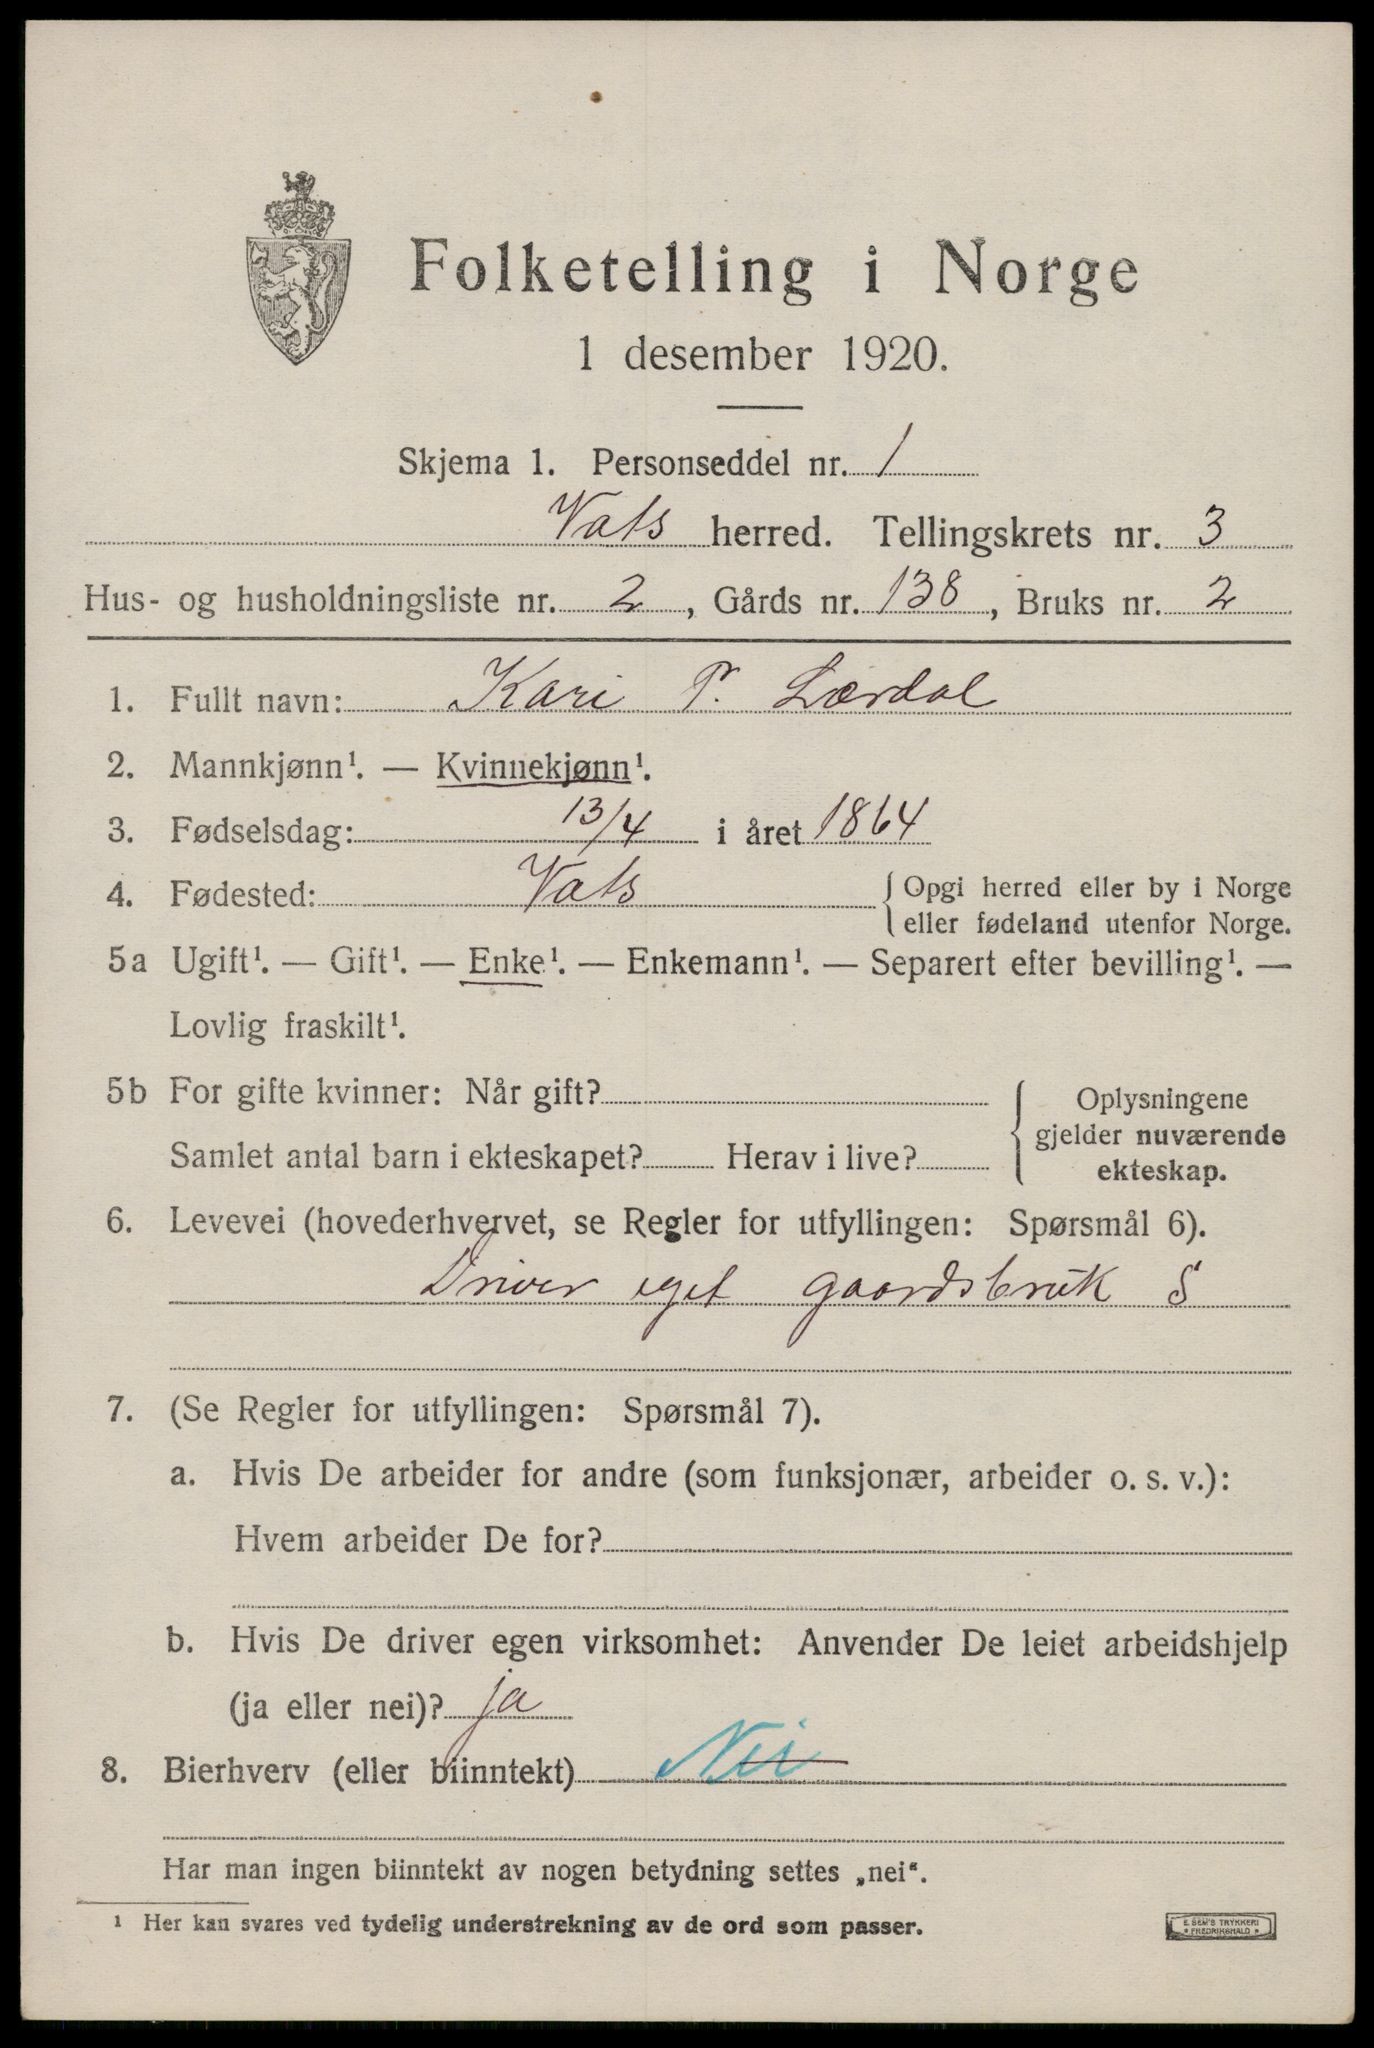 Folketelling i Norge
1 desember 1920.
Skjema 1. Personseddel nr. 1
Vats herred. Tellingskrets nr. 3
Hus- og husholdningsliste nr. 2, Gårds nr. 138, Bruks nr. 2
1. Fullt navn: Kari P. Lærdal
2. Mannkjønn¹. — Kvinnekjønn¹.
3. Fødselsdag: 13/4 i året 1864
4. Fødested: Vats { Opgi herred eller by i Norge
eller fødeland utenfor Norge.
5a Ugift¹. — Gift¹. — Enke¹. — Enkemann¹. — Separert efter bevilling¹. —
Lovlig fraskilt¹.
5b For gifte kvinner: Når gift?
Samlet antal barn i ekteskapet? Herav i live?
Oplysningene
gjelder nuværende
ekteskap.
6. Levevei (hovederhvervet, se Regler for utfyllingen: Spørsmål 6).
Driver eget gaardsbruk S
7. (Se Regler for utfyllingen: Spørsmål 7).
a. Hvis De arbeider for andre (som funksjonær, arbeider o. s. v.):
Hvem arbeider De for?
b. Hvis De driver egen virksomhet: Anvender De leiet arbeidshjelp
(ja eller nei)? ja
8. Bierhverv (eller biinntekt) Nei
Har man ingen biinntekt av nogen betydning settes „nei“.
¹ Her kan svares ved tydelig understrekning av de ord som passer.
E. SEM'S TRYKKERI
* FREDRIKSHALD *